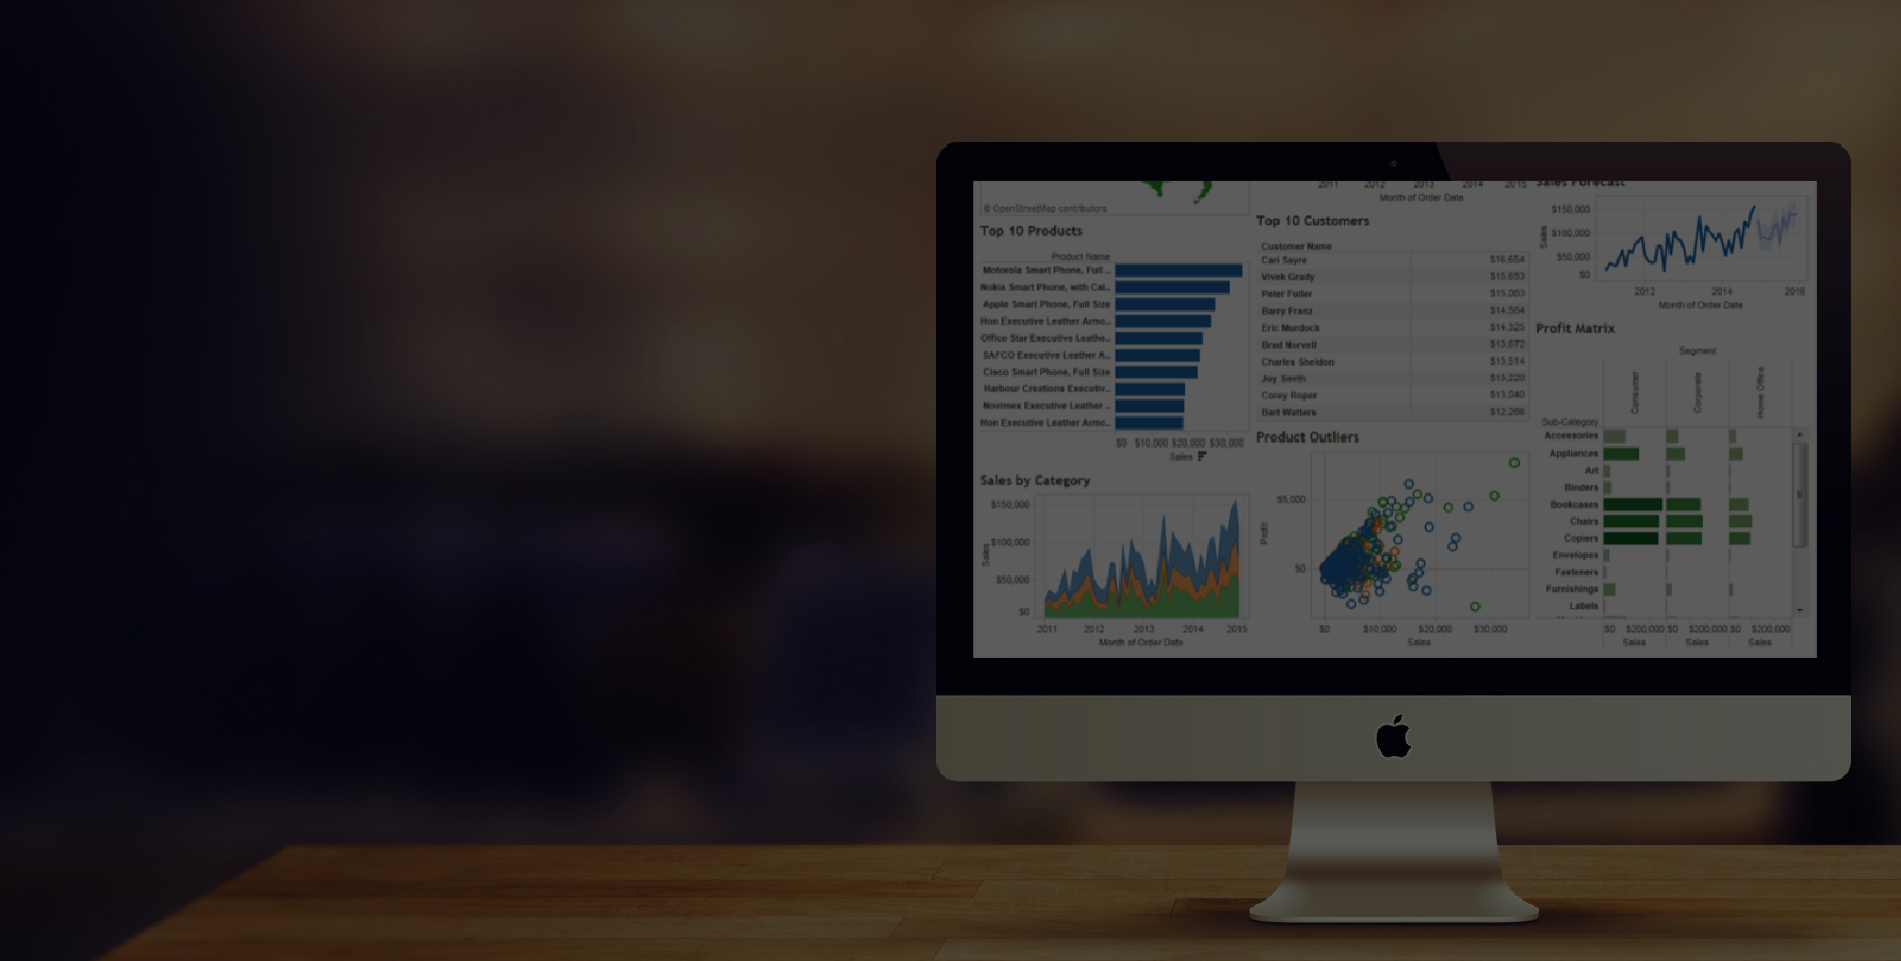 © OpenStreetMap contributors
Top 10 Products
Product Name
Motorola Smart Phone, Full ..
Nokia Smart Phone, with Cal..
Apple Smart Phone, Full Size
Hon Executive Leather Armc..
Office Star Executive Leathe..
SAFCO Executive Leather A..
Cisco Smart Phone, Full Size
Harbour Creations Executiv..
Novimex Executive Leather ..
Hon Executive Leather Armc..
$0 $10,000 $20,000 $30,000
Sales
Sales by Category
$150,000
$100,000
$50,000
$0
Sales
2011 2012 2013 2014 2015
Month of Order Date
2011 2012 2013 2014 2015
Month of Order Date
Top 10 Customers
Customer Name
Cari Sayre $16,654
Vivek Grady $15,653
Peter Fuller $15,083
Barry Franz $14,564
Eric Murdock $14,325
Brad Norvell $13,672
Charles Sheldon $13,514
Joy Smith $13,220
Corey Roper $13,040
Bart Watters $12,266
Product Outliers
$5,000
$0
Profit
$0 $10,000 $20,000 $30,000
Sales
Sales Forecast
$150,000
$100,000
$50,000
$0
Sales
2012 2014 2016
Month of Order Date
Profit Matrix
Segment
Consumer Corporate Home Office
Sub-Category
Accessories
Appliances
Art
Binders
Bookcases
Chairs
Copiers
Envelopes
Fasteners
Furnishings
Labels
$0 $200,000 $0 $200,000 $0 $200,000
Sales Sales Sales